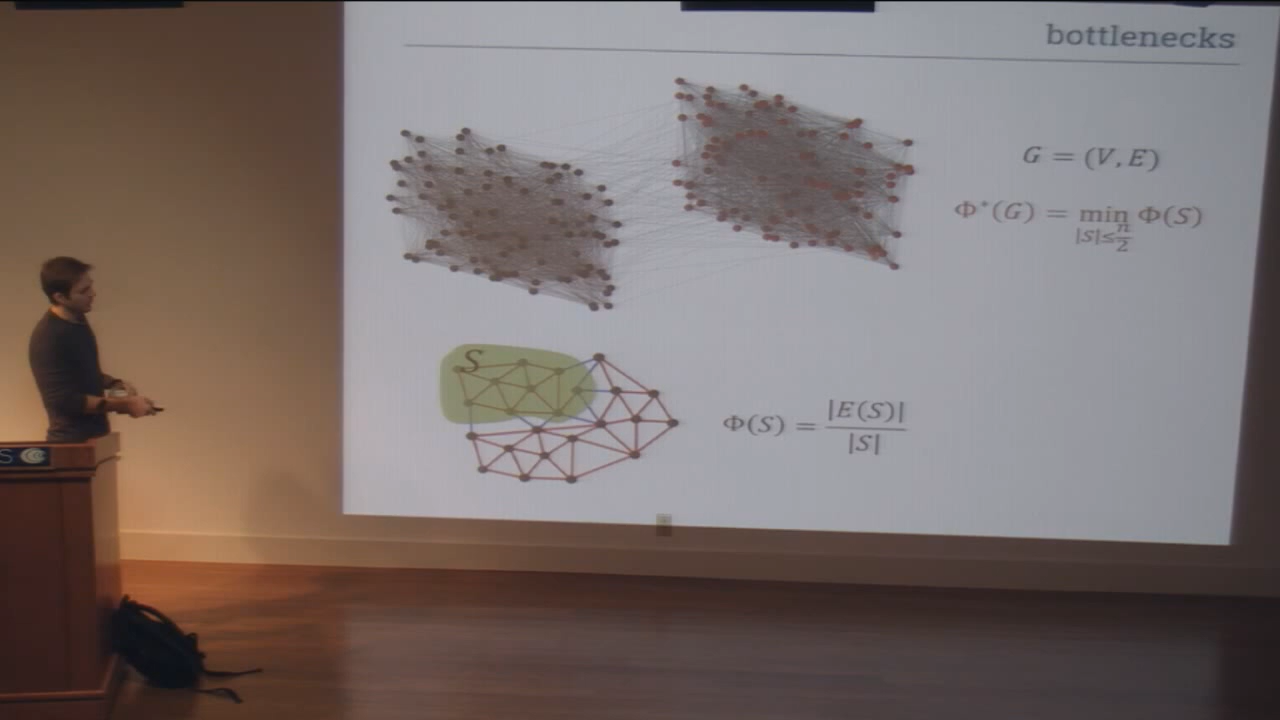 bottlenecks
G = (V, E)
Φ*(G) = min Φ(S)
|S|≤n/2
S
Φ(S) = |E(S)| / |S|
S